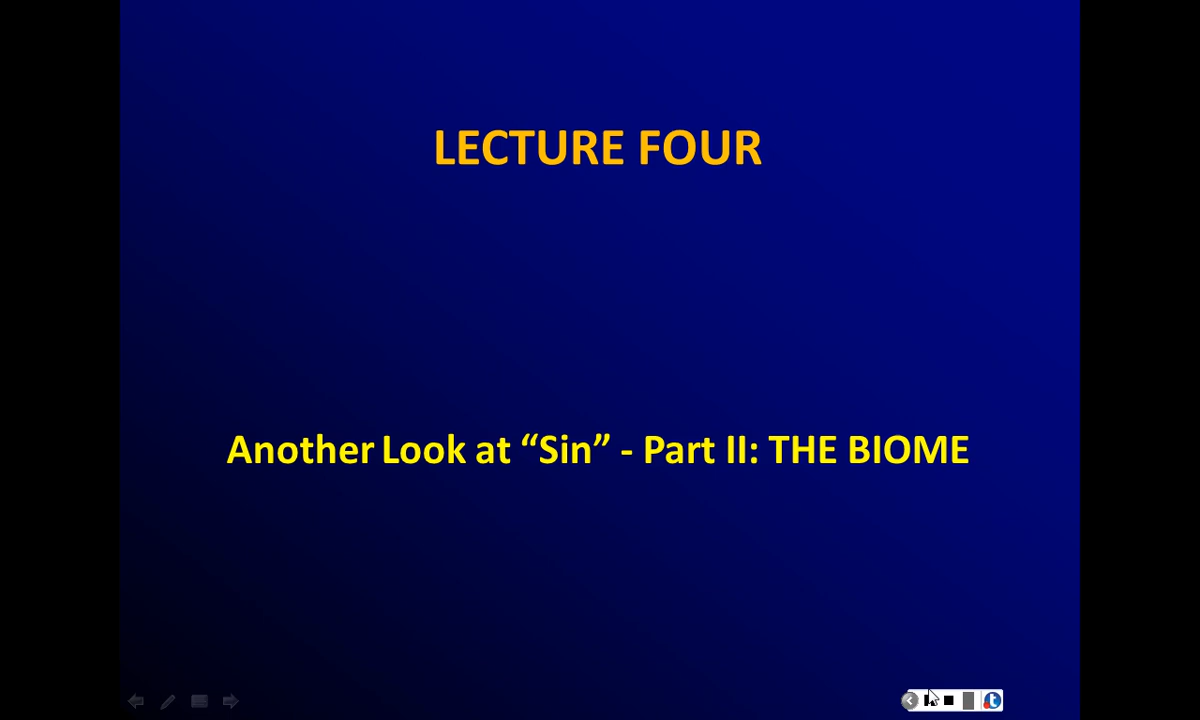 LECTURE FOUR
Another Look at “Sin” - Part II: THE BIOME